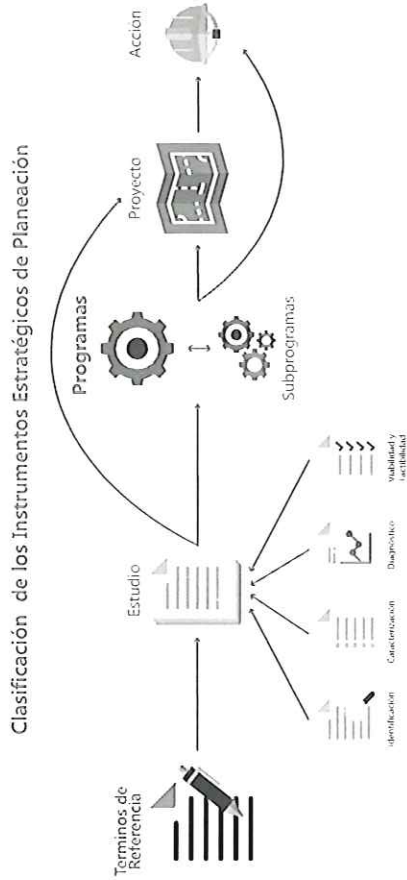 Clasificación de los Instrumentos Estratégicos de Planeación
Terminos de
Referencia
Estudio
Programas
Subprogramas
Proyecto
Acción
Identificación
Caracterización
Diagnóstico
Viabilidad y
Factibilidad